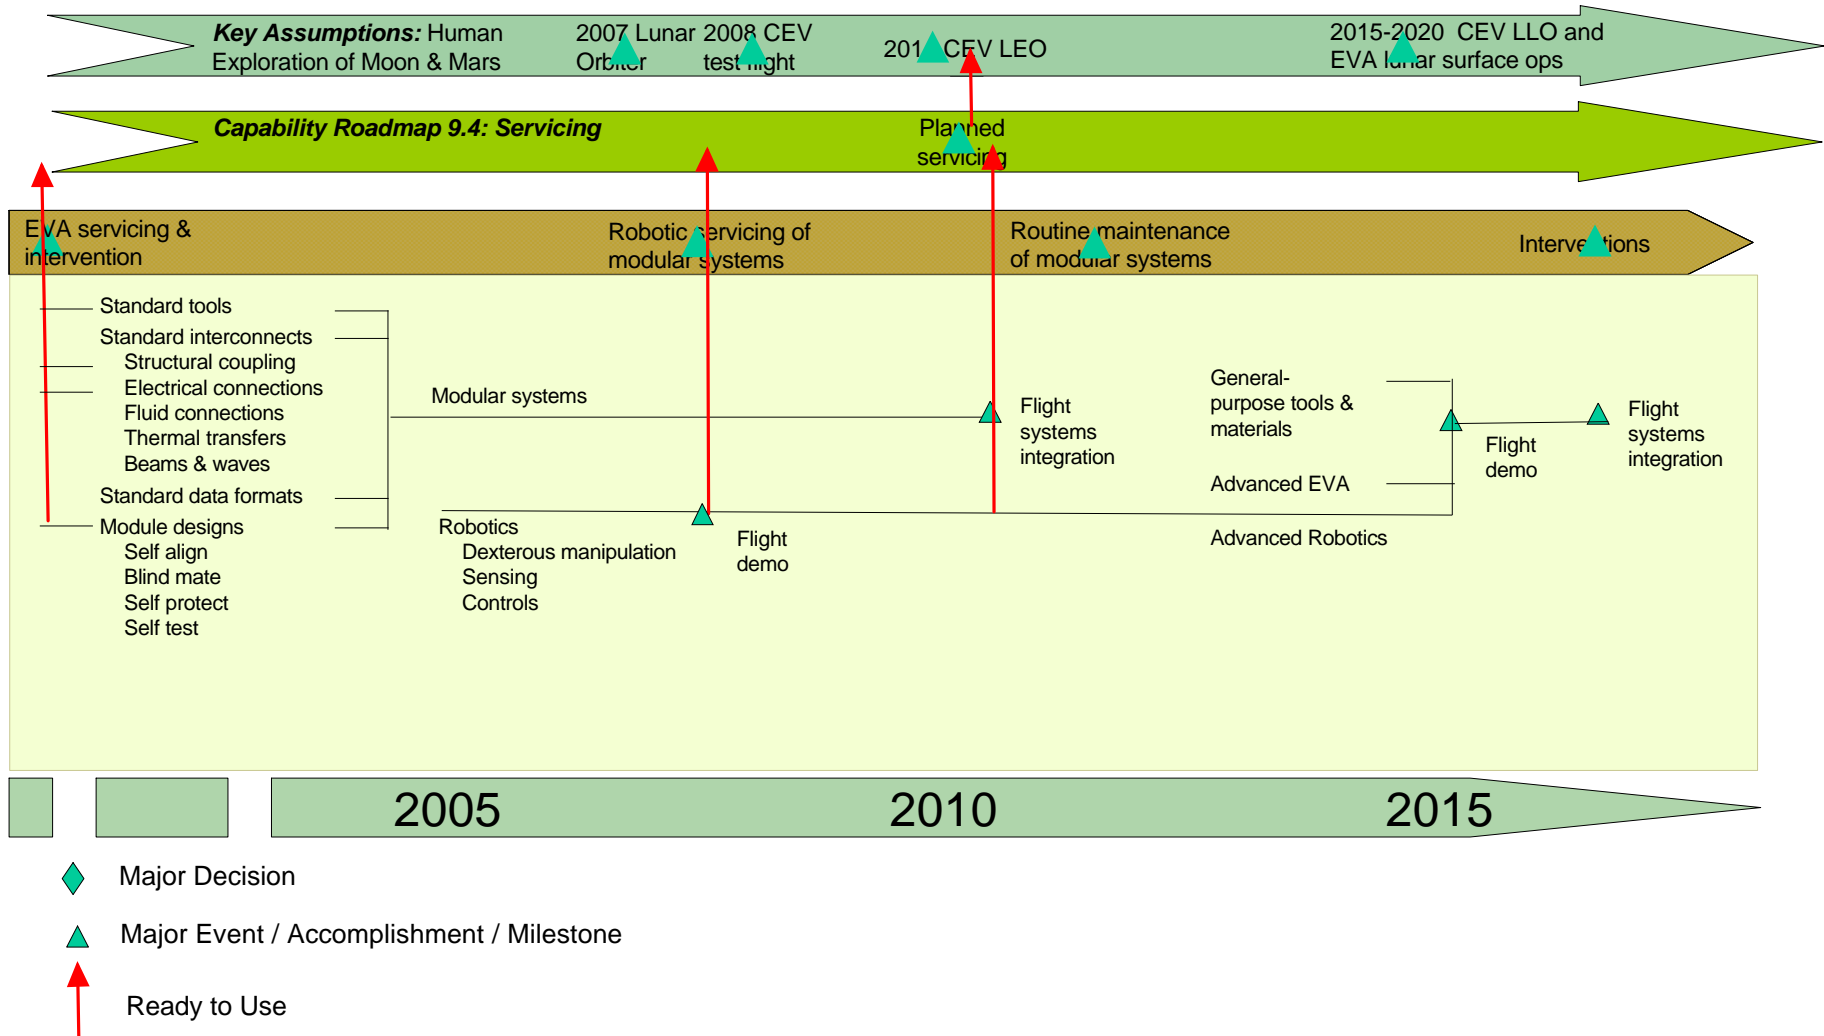 Key Assumptions: Human
Exploration of Moon & Mars
2007 Lunar
Orbiter
2008 CEV
test flight
CEV LEO
2015-2020 CEV LLO and
EVA lunar surface ops
Capability Roadmap 9.4: Servicing
Planned
servicing
EVA servicing &
intervention
Robotic servicing of
modular systems
Routine maintenance
of modular systems
Interventions
Standard tools
Standard interconnects
Structural coupling
Electrical connections
Fluid connections
Thermal transfers
Beams & waves
Standard data formats
Module designs
Self align
Blind mate
Self protect
Self test
Modular systems
Robotics
Dexterous manipulation
Sensing
Controls
Flight
demo
Flight
systems
integration
General-
purpose tools &
materials
Advanced EVA
Advanced Robotics
Flight
demo
Flight
systems
integration
2005
2010
2015
Major Decision
Major Event / Accomplishment / Milestone
Ready to Use